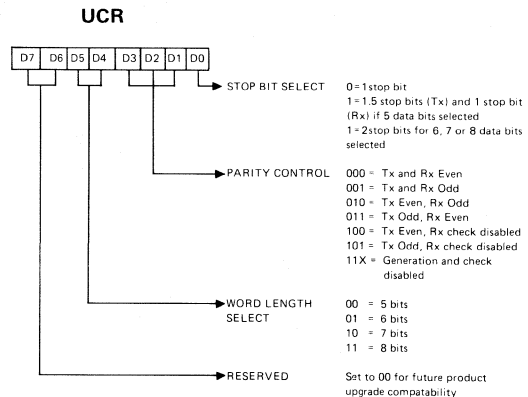 UCR
D7 D6 D5 D4 D3 D2 D1 D0
STOP BIT SELECT 0=1stop bit
1=1.5 stop bits (Tx) and 1 stop bit
(Rx) if 5 data bits selected
1=2stop bits for 6, 7 or 8 data bits
selected
PARITY CONTROL 000 = Tx and Rx Even
001 = Tx and Rx Odd
010 = Tx Even, Rx Odd
011 = Tx Odd, Rx Even
100 = Tx Even, Rx check disabled
101 = Tx Odd, Rx check disabled
11X = Generation and check
disabled
WORD LENGTH 00 = 5 bits
SELECT 01 = 6 bits
10 = 7 bits
11 = 8 bits
RESERVED Set to 00 for future product
upgrade compatability